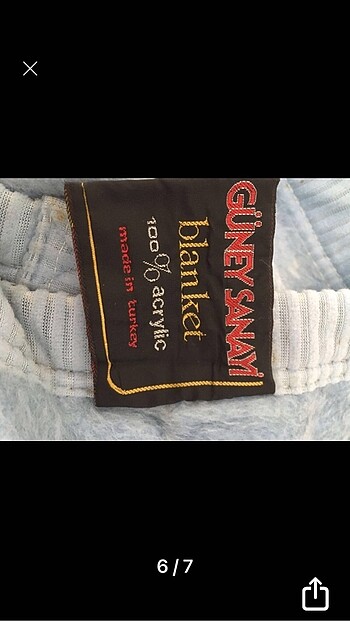 GÜNEY SANAYİ
blanket
100% acrylic
made in turkey
6/7